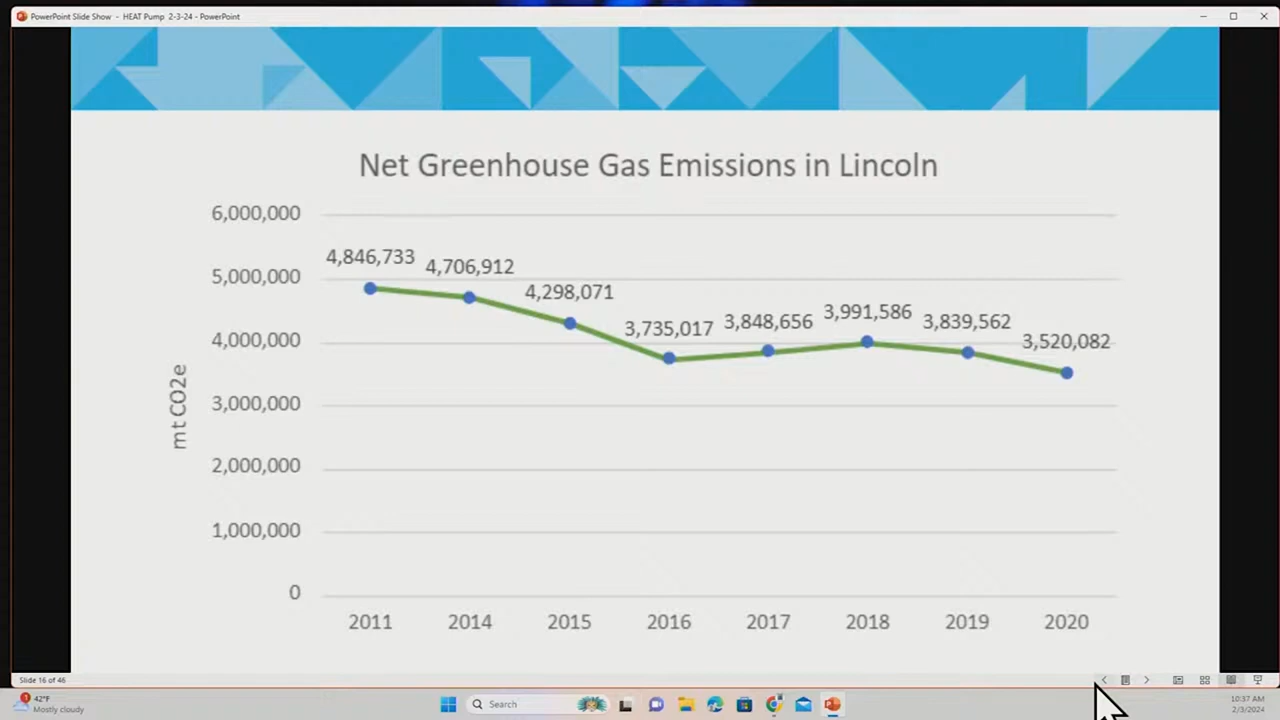 PowerPoint Slide Show - HEAT Pump 2-3-24 - PowerPoint
Net Greenhouse Gas Emissions in Lincoln
6,000,000
5,000,000
4,000,000
3,000,000
2,000,000
1,000,000
0
mt CO2e
4,846,733
4,706,912
4,298,071
3,735,017
3,848,656
3,991,586
3,839,562
3,520,082
2011 2014 2015 2016 2017 2018 2019 2020
Slide 16 of 46
1
42°F
Mostly cloudy
Search
10:37 AM
2/3/2024